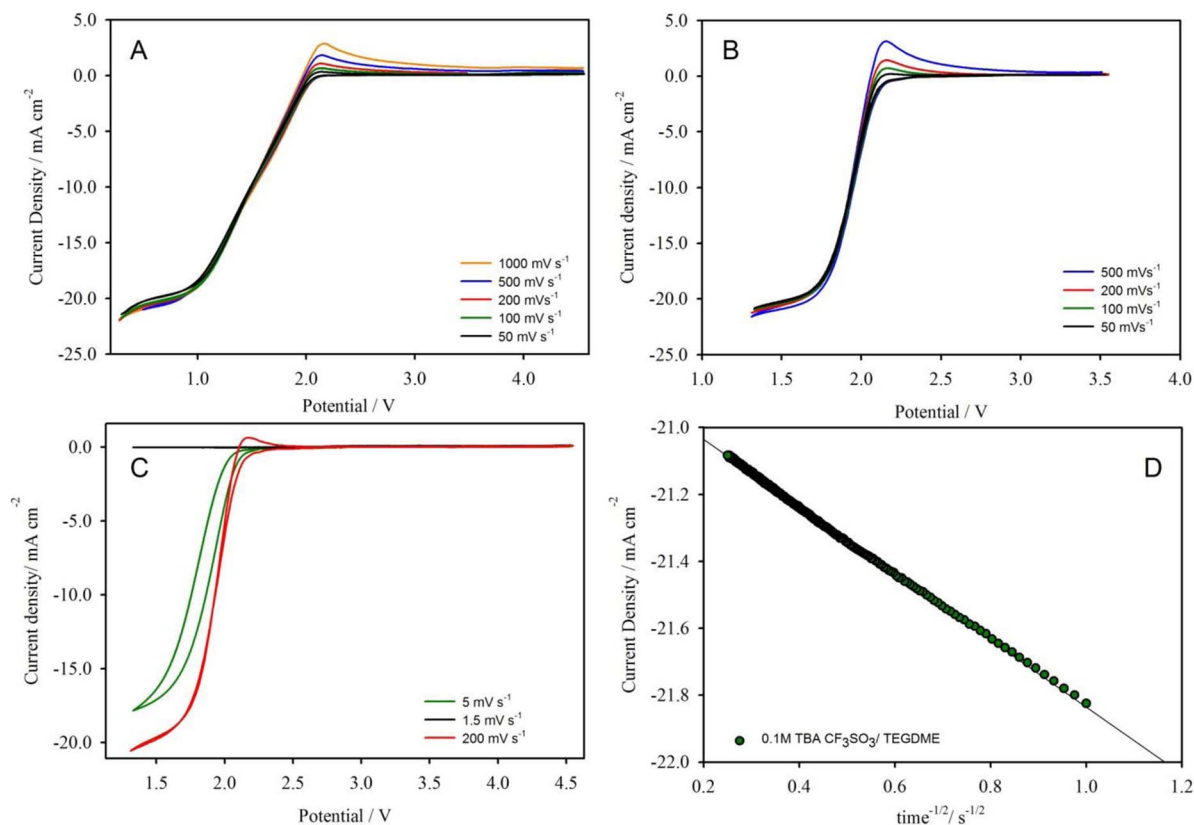 A
5.0
0.0
-5.0
-10.0
-15.0
-20.0
-25.0
Current Density / mA cm-2
1000 mV s-1
500 mV s-1
200 mVs-1
100 mV s-1
50 mV s-1
1.0
2.0
3.0
4.0
Potential / V
B
5.0
0.0
-5.0
-10.0
-15.0
-20.0
-25.0
Current density / mA cm-2
500 mVs-1
200 mVs-1
100 mVs-1
50 mVs-1
1.0
1.5
2.0
2.5
3.0
3.5
4.0
Potential / V
C
0.0
-5.0
-10.0
-15.0
-20.0
Current density/ mA cm-2
5 mV s-1
1.5 mV s-1
200 mV s-1
1.5
2.0
2.5
3.0
3.5
4.0
4.5
Potential / V
D
-21.0
-21.2
-21.4
-21.6
-21.8
-22.0
Current Density / mA cm-2
0.1M TBA CF3SO3/ TEGDME
0.2
0.4
0.6
0.8
1.0
1.2
time-1/2/ s-1/2